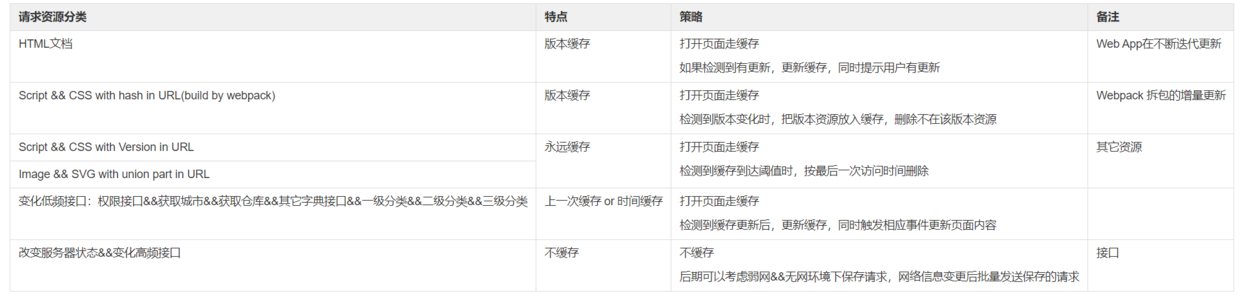 请求资源分类 特点 策略 备注
HTML文档 版本缓存 打开页面走缓存 Web App在不断迭代更新
如果检测到有更新，更新缓存，同时提示用户有更新
Script && CSS with hash in URL(build by webpack) 版本缓存 打开页面走缓存 Webpack 拆包的增量更新
检测到版本变化时，把版本资源放入缓存，删除不在该版本资源
Script && CSS with Version in URL 永远缓存 打开页面走缓存 其它资源
Image && SVG with union part in URL 检测到缓存到达阈值时，按最后一次访问时间删除
变化低频接口：权限接口&&获取城市&&获取仓库&&其它字典接口&&一级分类&&二级分类&&三级分类 上一次缓存 or 时间缓存 打开页面走缓存
检测到缓存更新后，更新缓存，同时触发相应事件更新页面内容
改变服务器状态&&变化高频接口 不缓存 不缓存 接口
后期可以考虑弱网&&无网环境下保存请求，网络信息变更后批量发送保存的请求